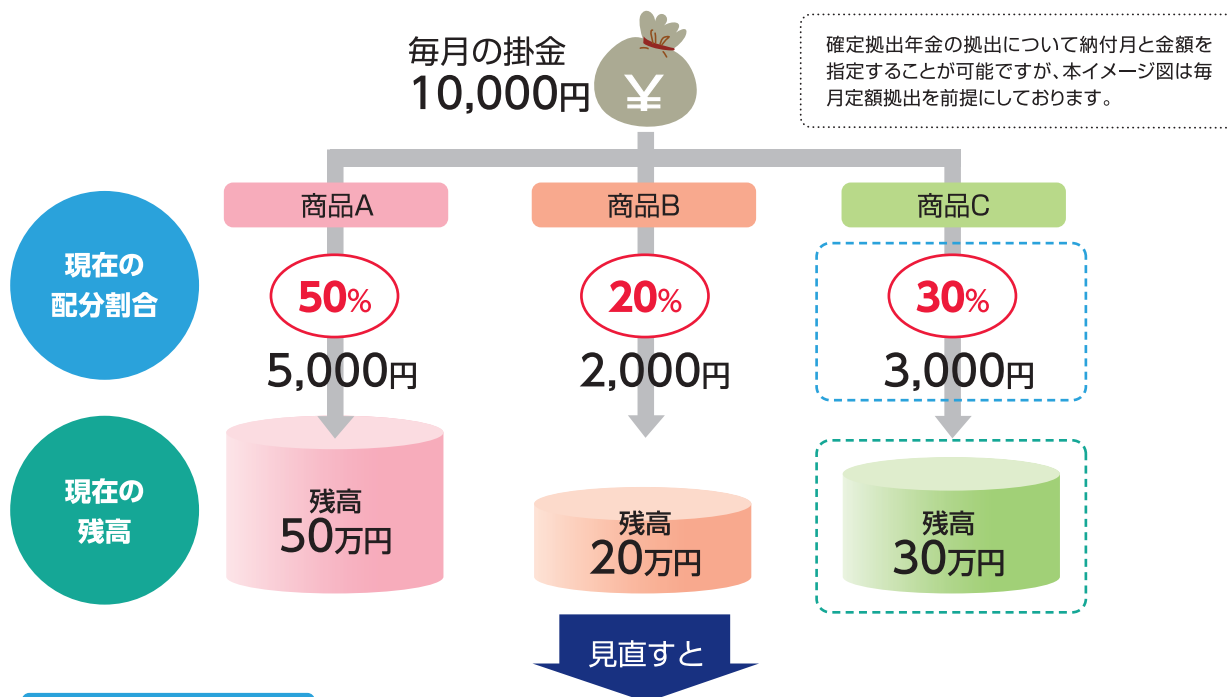 毎月の掛金
10,000円
¥
確定拠出年金の拠出について納付月と金額を
指定することが可能ですが、本イメージ図は毎
月定額拠出を前提にしております。
商品A
商品B
商品C
現在の
配分割合
50%
20%
30%
5,000円
2,000円
3,000円
現在の
残高
残高
50万円
残高
20万円
残高
30万円
見直すと